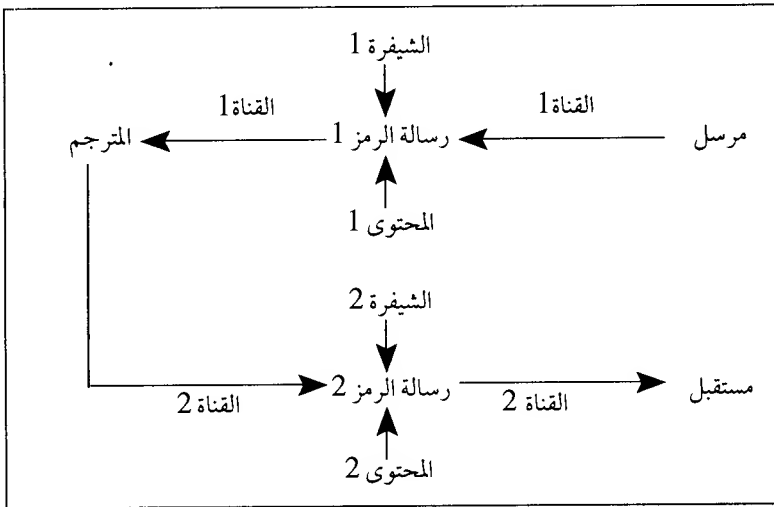 الشيفرة 1
القناة1
القناة1
مرسل
رسالة الرمز 1
المترجم
المحتوى 1
الشيفرة 2
رسالة الرمز 2
مستقبل
القناة 2
القناة 2
المحتوى 2